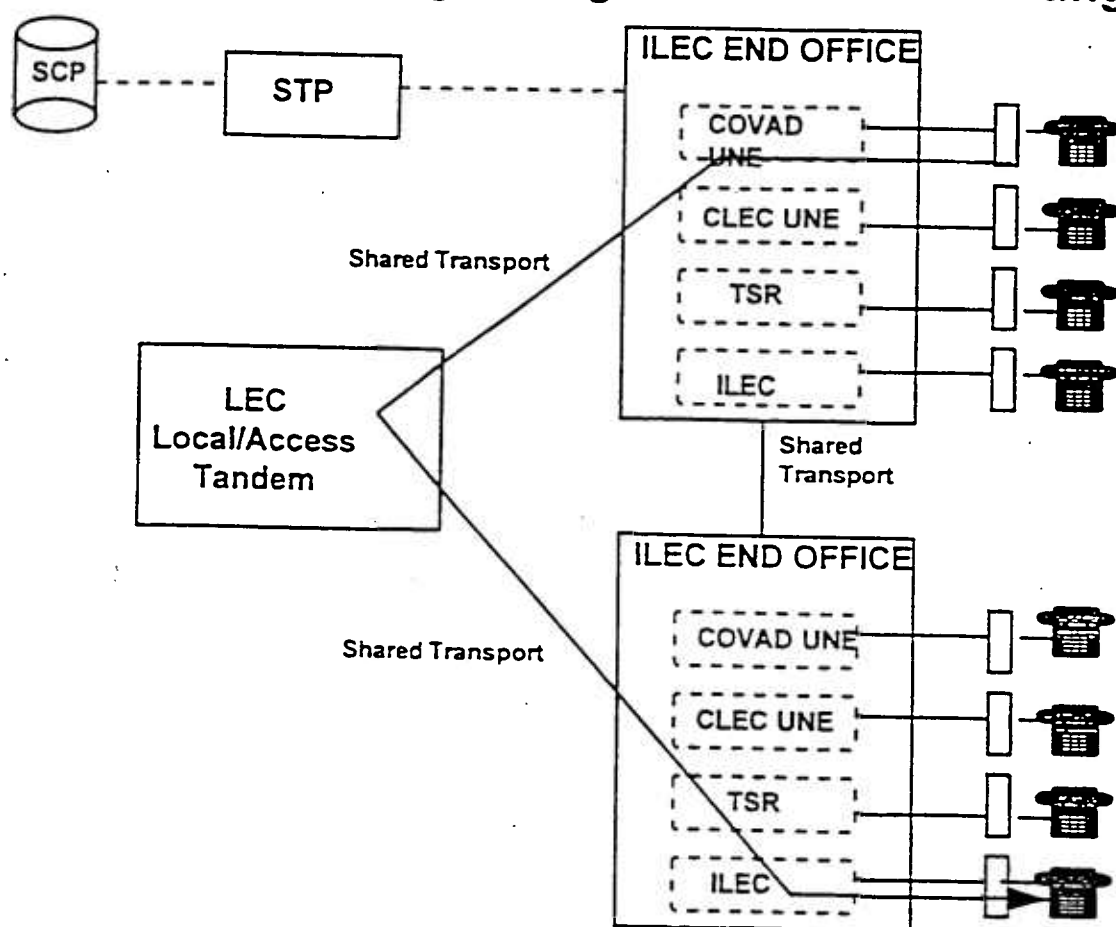 SCP
STP
ILEC END OFFICE
COVAD
UNE
CLEC UNE
TSR
ILEC
Shared Transport
LEC
Local/Access
Tandem
Shared
Transport
ILEC END OFFICE
COVAD UNE
CLEC UNE
TSR
ILEC
Shared Transport